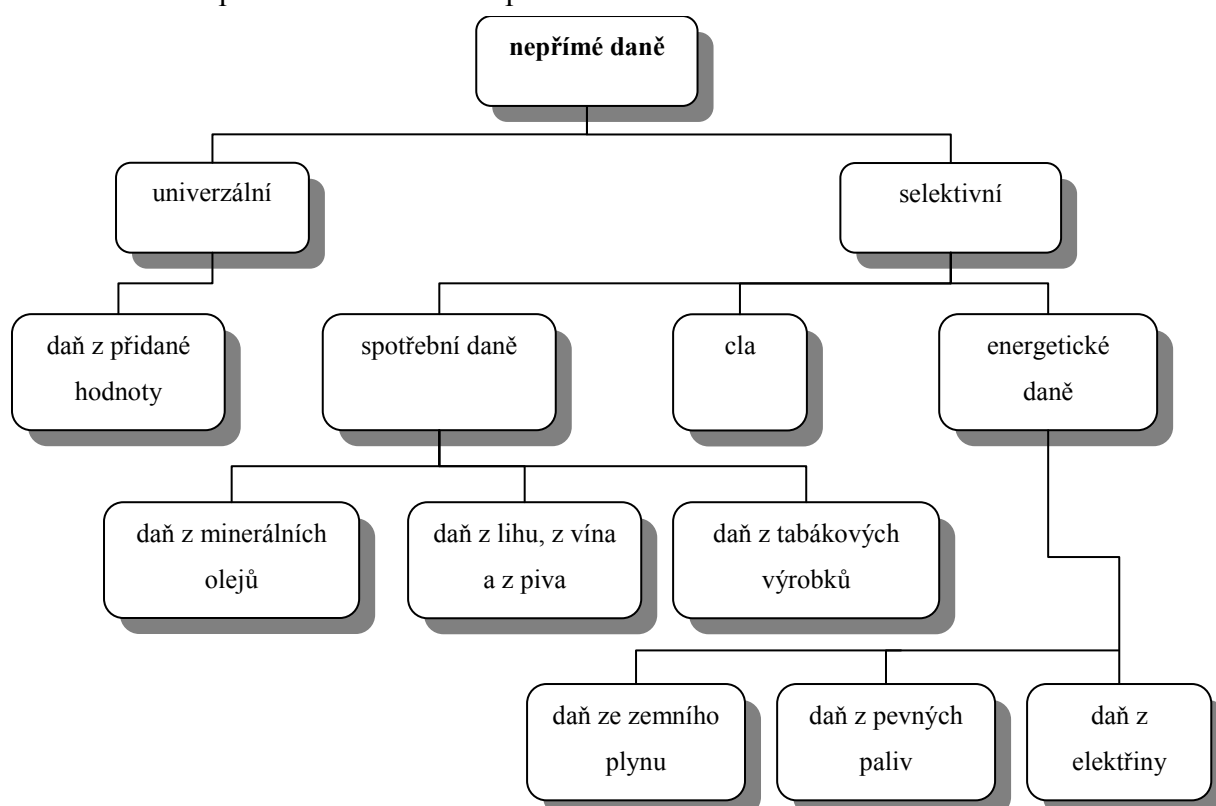 nepřímé daně
univerzální
selektivní
daň z přidané
hodnoty
spotřební daně
cla
energetické
daně
daň z minerálních
olejů
daň z lihu, z vína
a z piva
daň z tabákových
výrobků
daň ze zemního
plynu
daň z pevných
paliv
daň z
elektřiny